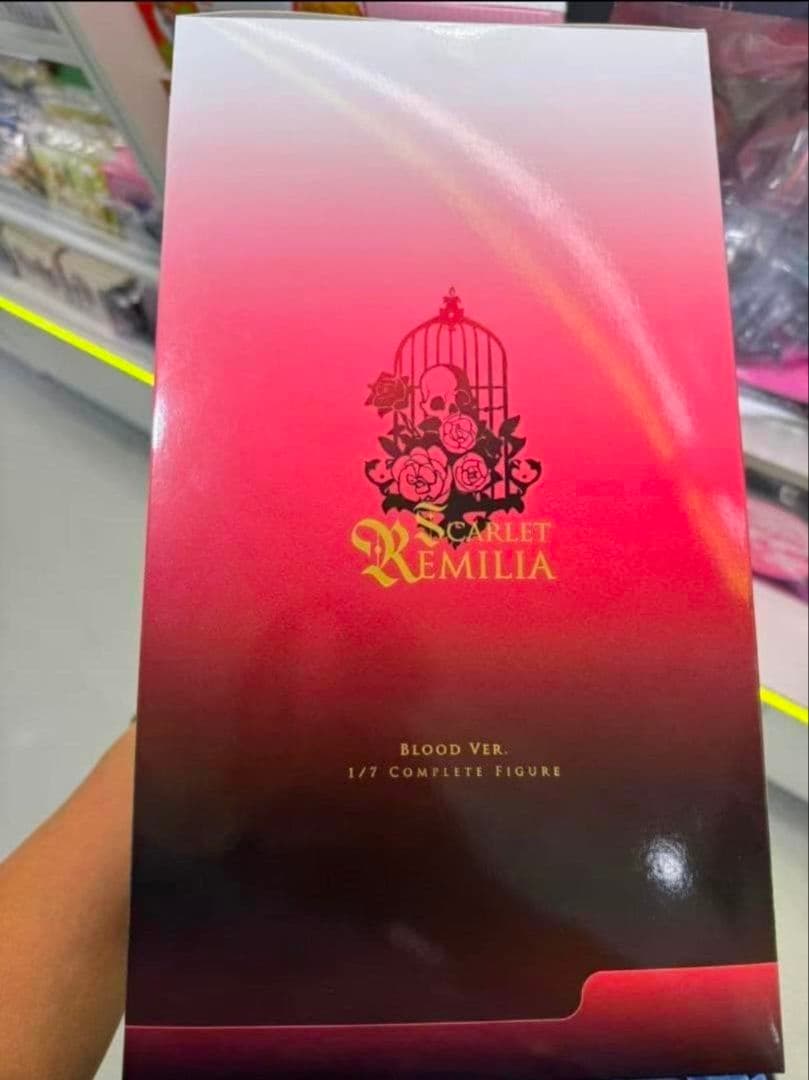 SCARLET
REMILIA
BLOOD VER.
1/7 COMPLETE FIGURE